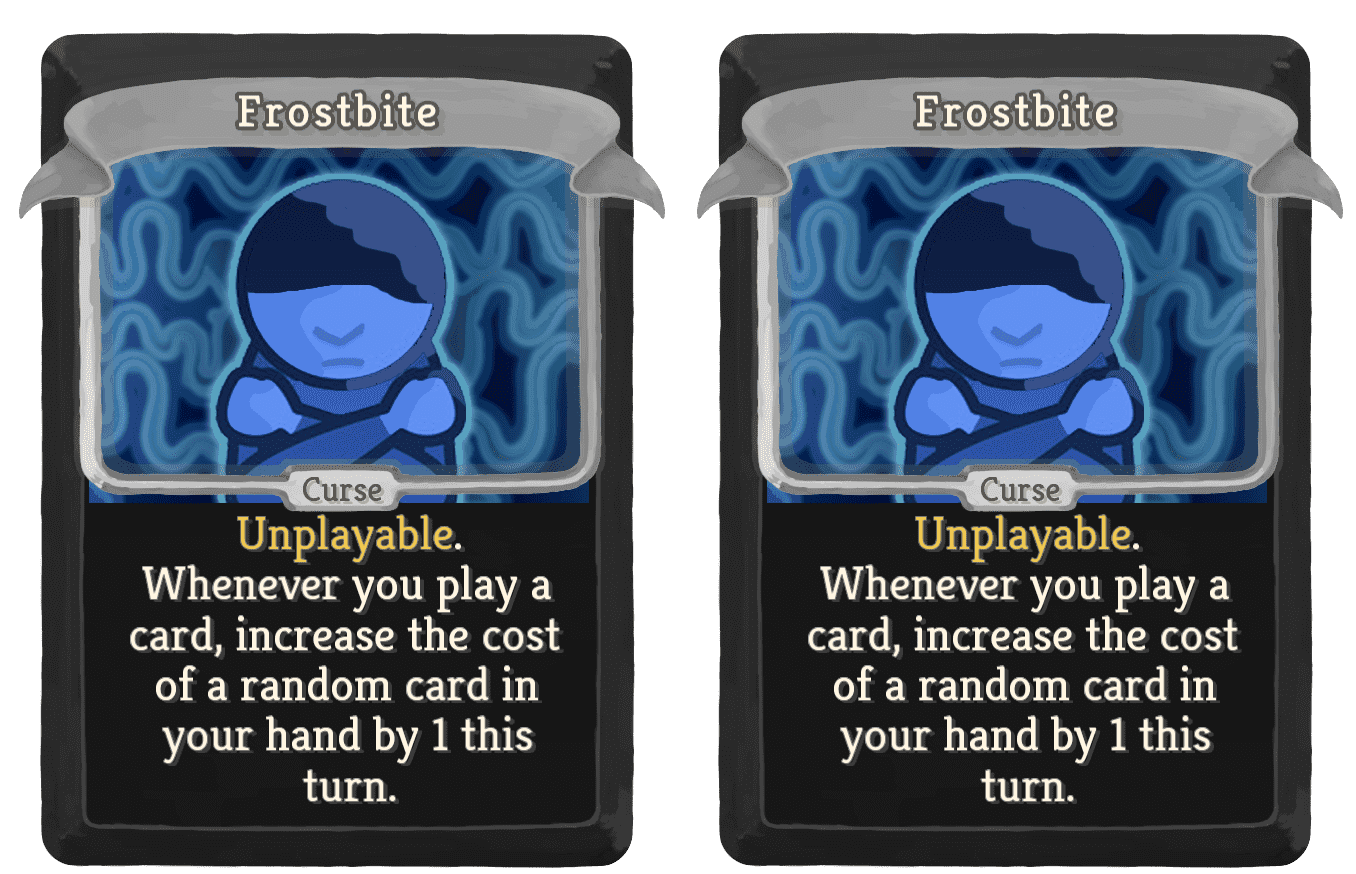 Frostbite
Curse
Unplayable.
Whenever you play a
card, increase the cost
of a random card in
your hand by 1 this
turn.
Frostbite
Curse
Unplayable.
Whenever you play a
card, increase the cost
of a random card in
your hand by 1 this
turn.